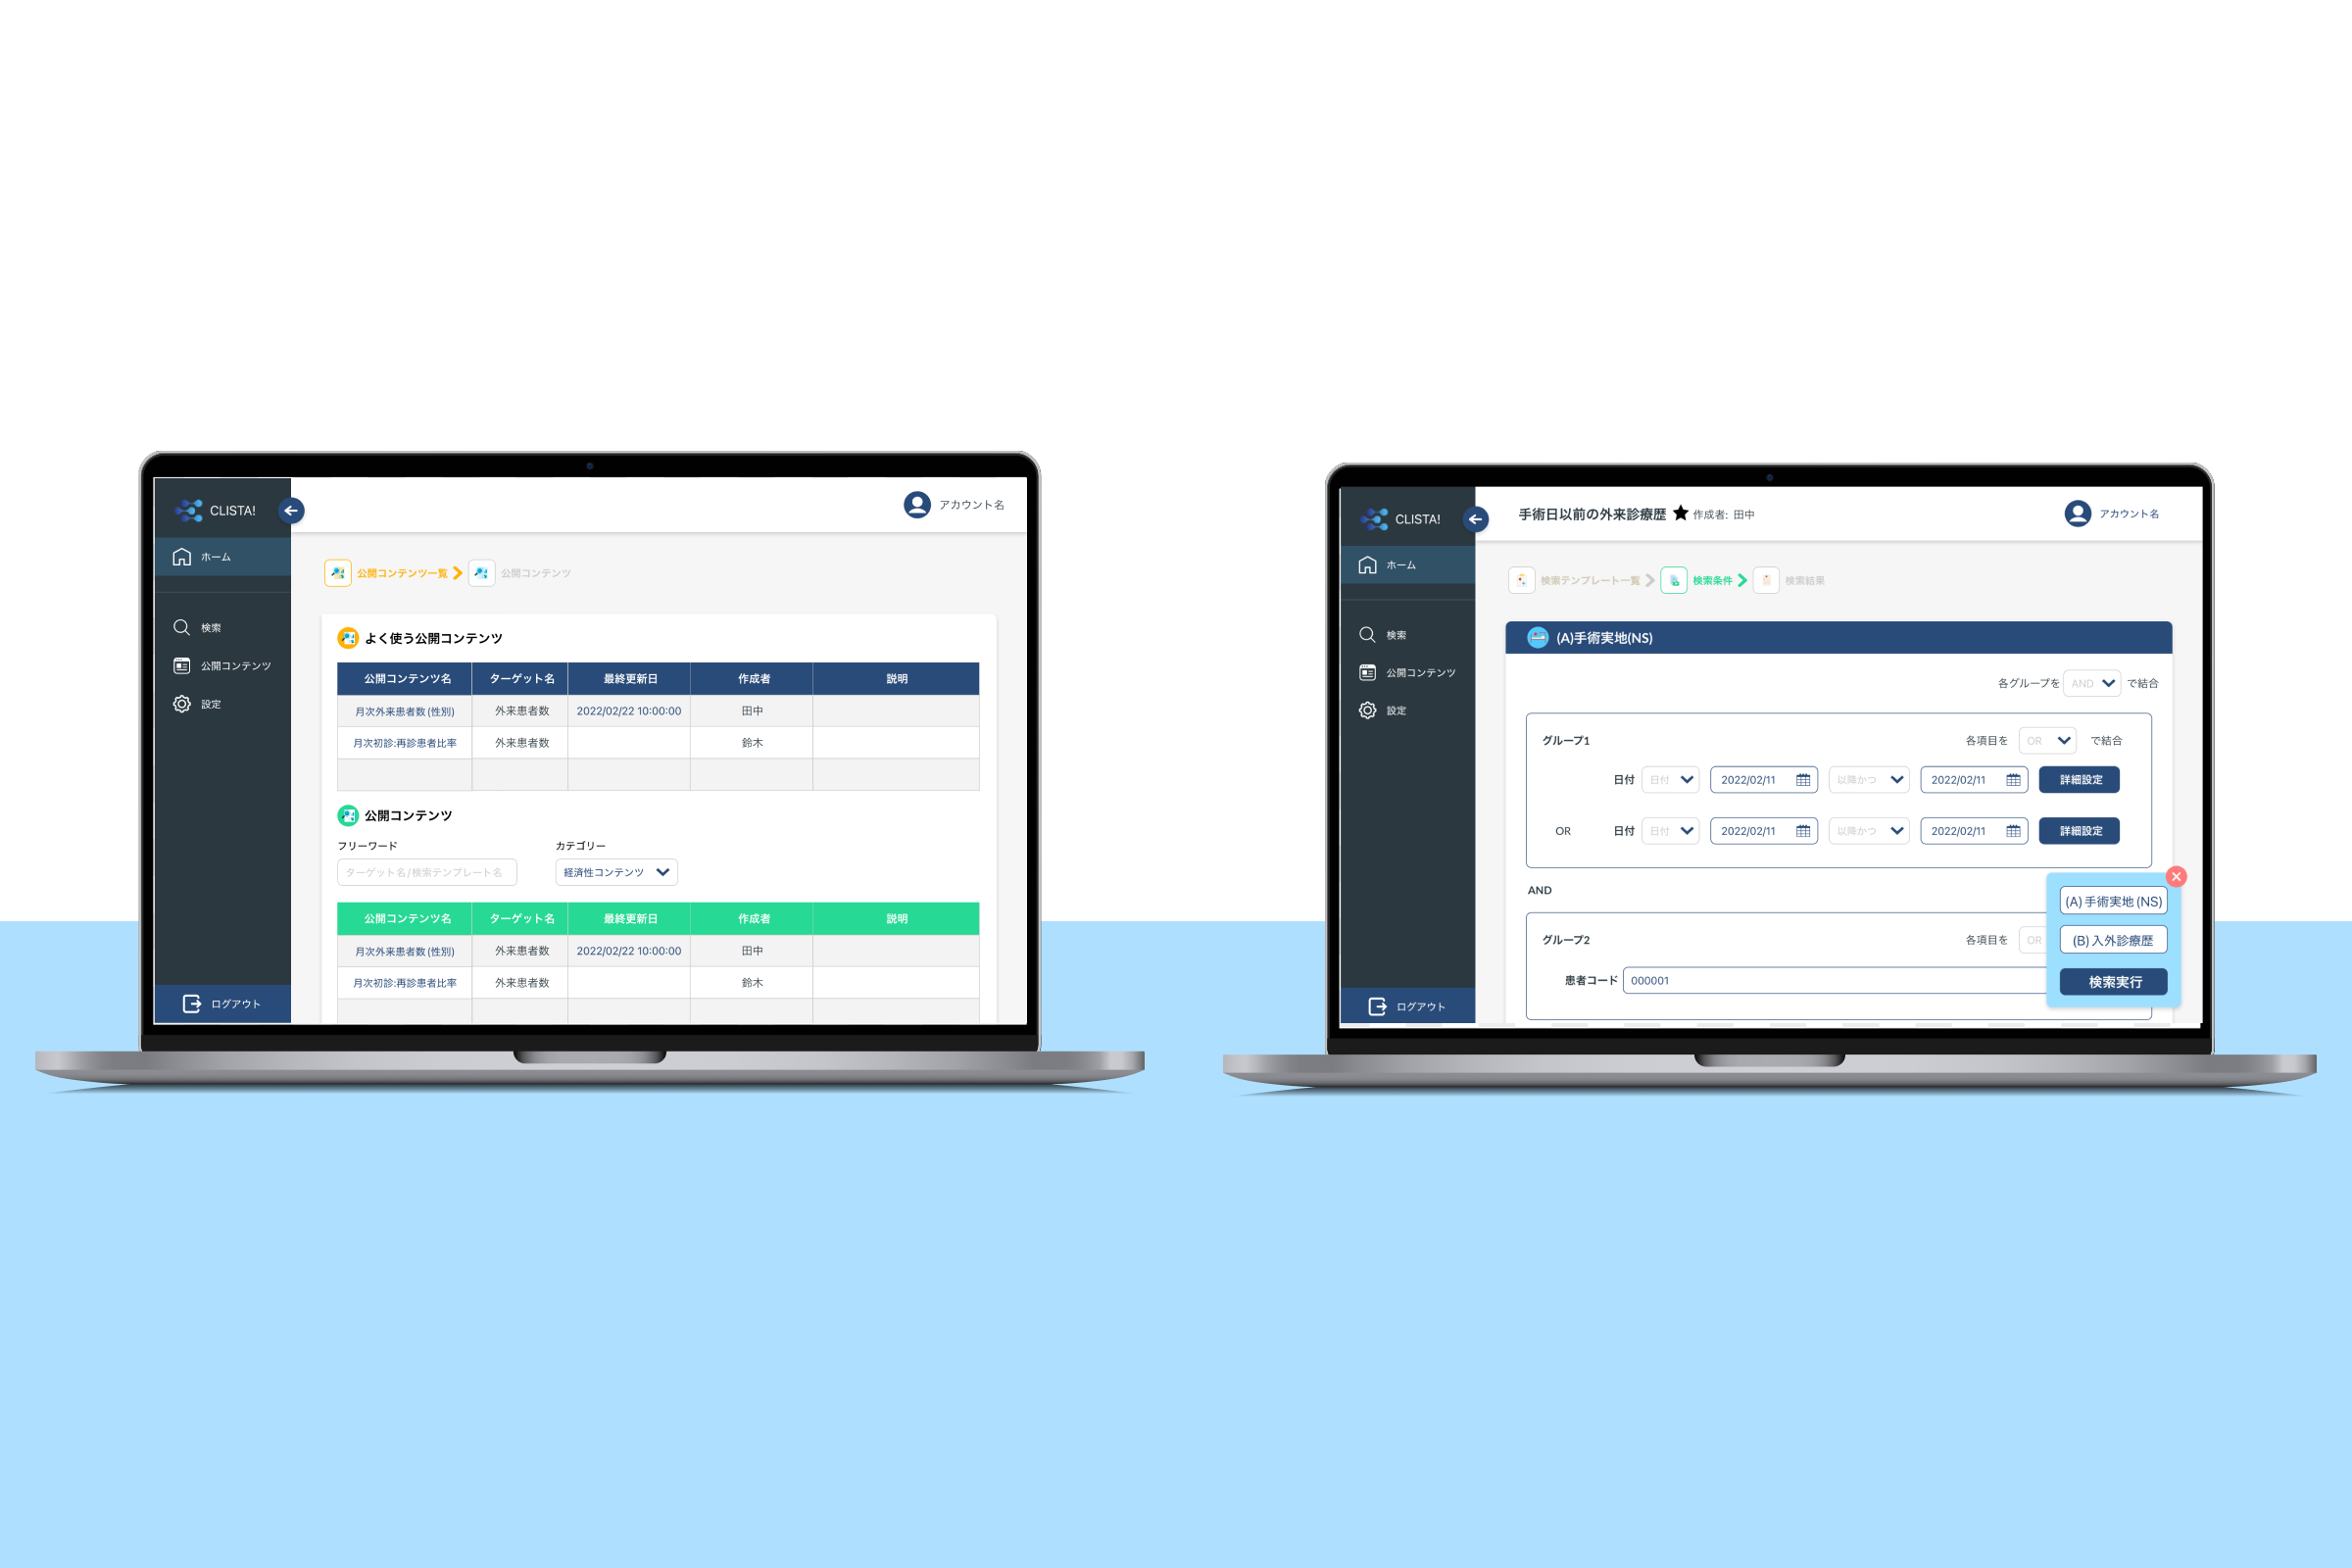 CLISTA!
アカウント名
ホーム
検索
公開コンテンツ
設定
ログアウト
公開コンテンツ一覧 公開コンテンツ
よく使う公開コンテンツ
公開コンテンツ名 ターゲット名 最終更新日 作成者 説明
月次外来患者数(性別) 外来患者数 2022/02/22 10:00:00 田中
月次初診:再診患者比率 外来患者数 鈴木
公開コンテンツ
フリーワード カテゴリー
ターゲット名/検索テンプレート名 経済性コンテンツ
公開コンテンツ名 ターゲット名 最終更新日 作成者 説明
月次外来患者数(性別) 外来患者数 2022/02/22 10:00:00 田中
月次初診:再診患者比率 外来患者数 鈴木
CLISTA!
手術日以前の外来診療歴 ★ 作成者: 田中
アカウント名
ホーム
検索
公開コンテンツ
設定
ログアウト
検索テンプレート一覧 検索条件 検索結果
(A)手術実地(NS)
各グループを AND で結合
グループ1 各項目を OR で結合
日付 日付 2022/02/11 以降かつ 2022/02/11 詳細設定
OR 日付 日付 2022/02/11 以降かつ 2022/02/11 詳細設定
AND
グループ2 各項目を OR
患者コード 000001
(A) 手術実地 (NS)
(B) 入外診療歴
検索実行